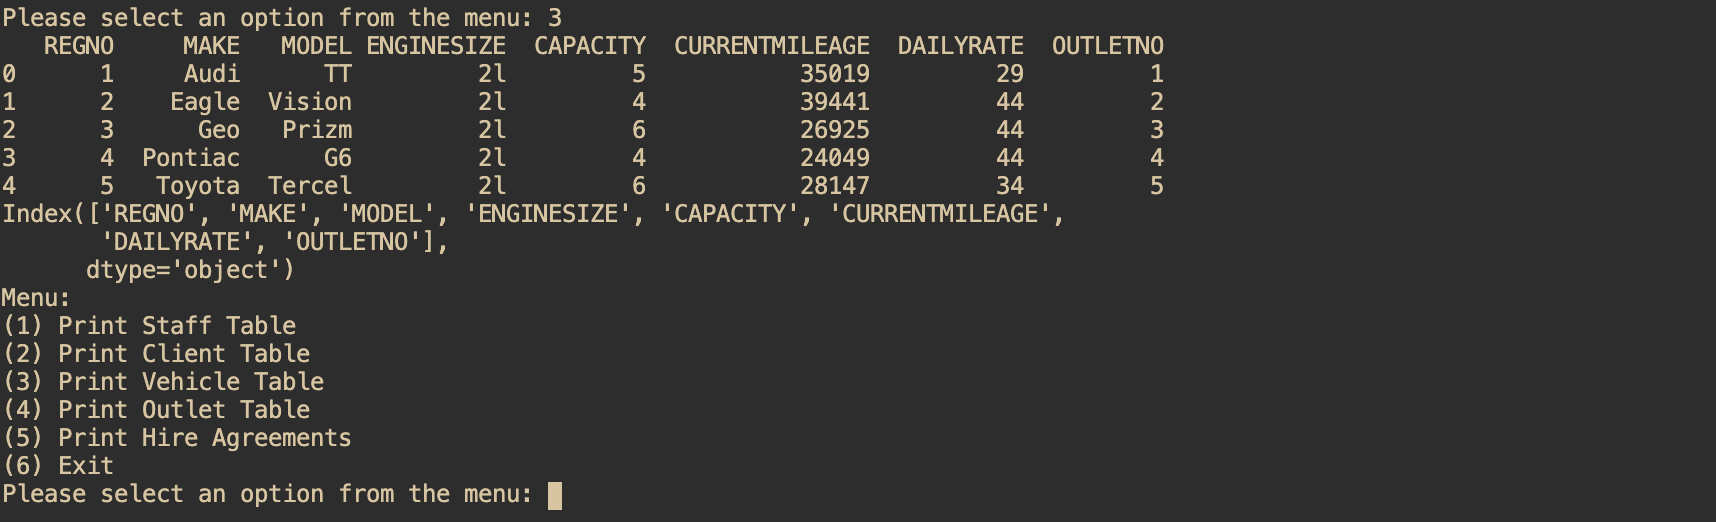 Please select an option from the menu: 3
   REGNO     MAKE   MODEL ENGINESIZE  CAPACITY  CURRENTMILEAGE  DAILYRATE  OUTLETNO
0      1     Audi      TT         2l         5           35019         29         1
1      2    Eagle  Vision         2l         4           39441         44         2
2      3      Geo   Prizm         2l         6           26925         44         3
3      4  Pontiac      G6         2l         4           24049         44         4
4      5   Toyota  Tercel         2l         6           28147         34         5
Index(['REGNO', 'MAKE', 'MODEL', 'ENGINESIZE', 'CAPACITY', 'CURRENTMILEAGE',
       'DAILYRATE', 'OUTLETNO'],
      dtype='object')
Menu:
(1) Print Staff Table
(2) Print Client Table
(3) Print Vehicle Table
(4) Print Outlet Table
(5) Print Hire Agreements
(6) Exit
Please select an option from the menu: